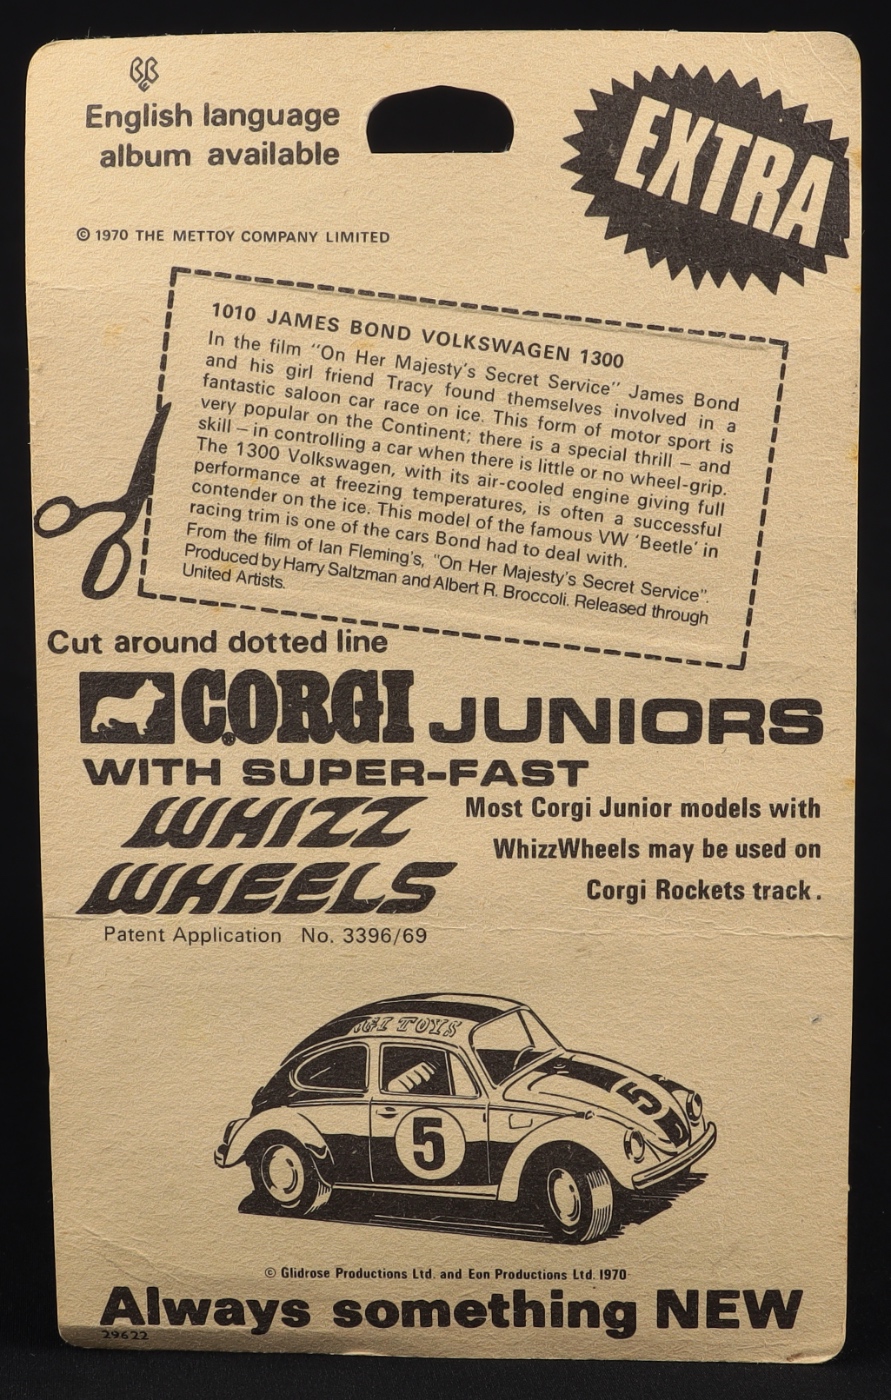 English language
album available
EXTRA
© 1970 THE METTOY COMPANY LIMITED
1010 JAMES BOND VOLKSWAGEN 1300
In the film "On Her Majesty's Secret Service" James Bond
and his girl friend Tracy found themselves involved in a
fantastic saloon car race on ice. This form of motor sport is
very popular on the Continent; there is a special thrill – and
skill – in controlling a car when there is little or no wheel-grip.
The 1300 Volkswagen, with its air-cooled engine giving full
performance at freezing temperatures, is often a successful
contender on the ice. This model of the famous VW 'Beetle' in
racing trim is one of the cars Bond had to deal with.
From the film of Ian Fleming's, "On Her Majesty's Secret Service".
Produced by Harry Saltzman and Albert R. Broccoli. Released through
United Artists.
Cut around dotted line
CORGI JUNIORS
WITH SUPER-FAST
WHIZZ
WHEELS
Most Corgi Junior models with
WhizzWheels may be used on
Corgi Rockets track.
Patent Application No. 3396/69
GI TOYS
5
5
© Glidrose Productions Ltd. and Eon Productions Ltd. 1970
Always something NEW
29622